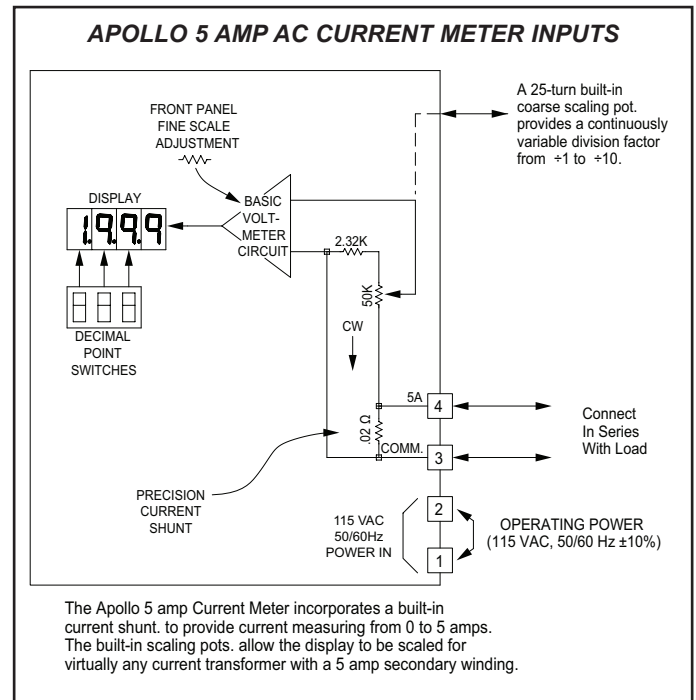 APOLLO 5 AMP AC CURRENT METER INPUTS
A 25-turn built-in
coarse scaling pot.
provides a continuously
variable division factor
from ÷1 to ÷10.
FRONT PANEL
FINE SCALE
ADJUSTMENT
DISPLAY
1.9.9.9
BASIC
VOLT-
METER
CIRCUIT
2.32K
50K
CW
DECIMAL
POINT
SWITCHES
5A
4
.02 Ω
COMM.
3
Connect
In Series
With Load
PRECISION
CURRENT
SHUNT
115 VAC
50/60Hz
POWER IN
2
1
OPERATING POWER
(115 VAC, 50/60 Hz ±10%)
The Apollo 5 amp Current Meter incorporates a built-in
current shunt. to provide current measuring from 0 to 5 amps.
The built-in scaling pots. allow the display to be scaled for
virtually any current transformer with a 5 amp secondary winding.